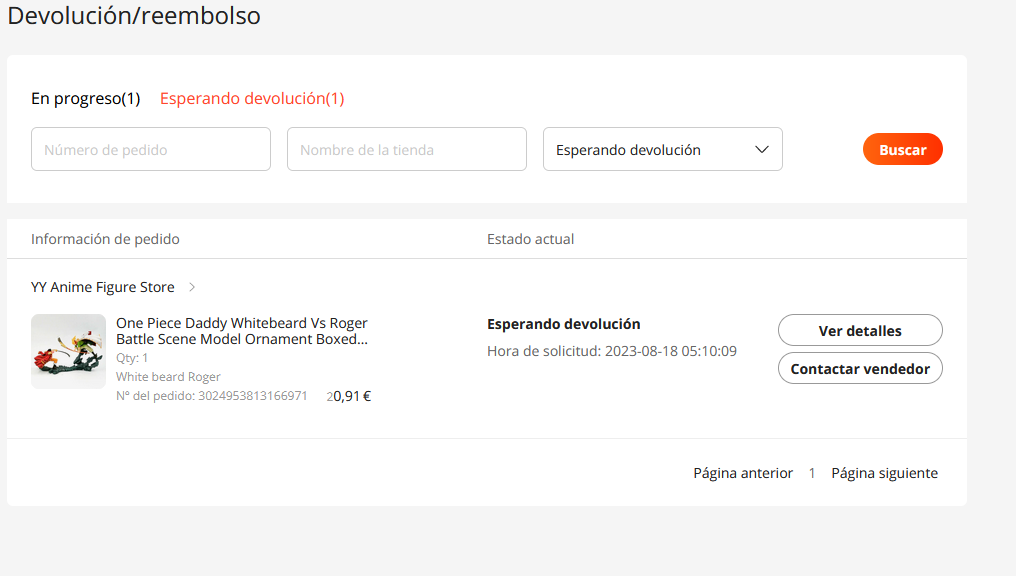 Devolución/reembolso
En progreso(1) Esperando devolución(1)
Número de pedido Nombre de la tienda Esperando devolución Buscar
Información de pedido Estado actual
YY Anime Figure Store
One Piece Daddy Whitebeard Vs Roger
Battle Scene Model Ornament Boxed...
Qty: 1
White beard Roger
Nº del pedido: 3024953813166971 20,91 €
Esperando devolución
Hora de solicitud: 2023-08-18 05:10:09
Ver detalles
Contactar vendedor
Página anterior 1 Página siguiente